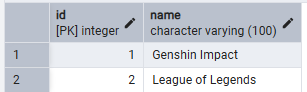 id name
[PK] integer character varying (100)
1 1 Genshin Impact
2 2 League of Legends